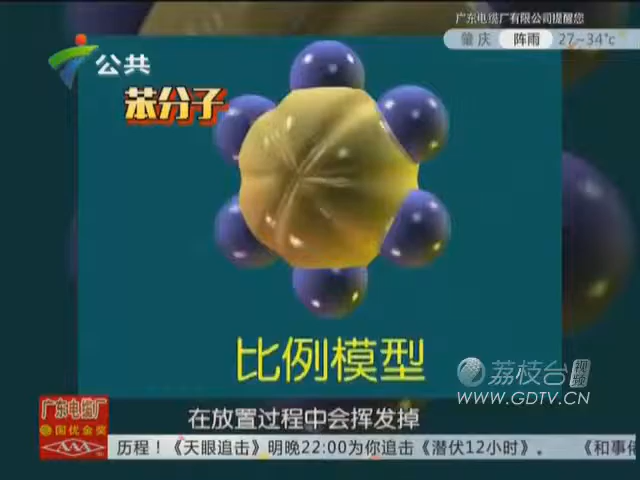 广东电缆厂有限公司提醒您
公共
肇庆 阵雨 27~34℃
苯分子
比例模型
荔枝台 视频
www.GDTV.CN
广东电缆厂
国优金奖
在放置过程中会挥发掉
历程！《天眼追击》明晚22:00为你追击《潜伏12小时》。 《和事佬